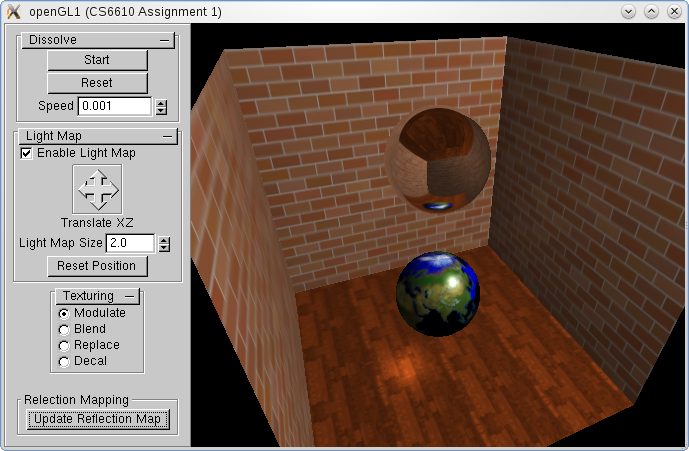 openGL1 (CS6610 Assignment 1)
Dissolve
Start
Reset
Speed 0.001
Light Map
Enable Light Map
Translate XZ
Light Map Size 2.0
Reset Position
Texturing
Modulate
Blend
Replace
Decal
Relection Mapping
Update Reflection Map